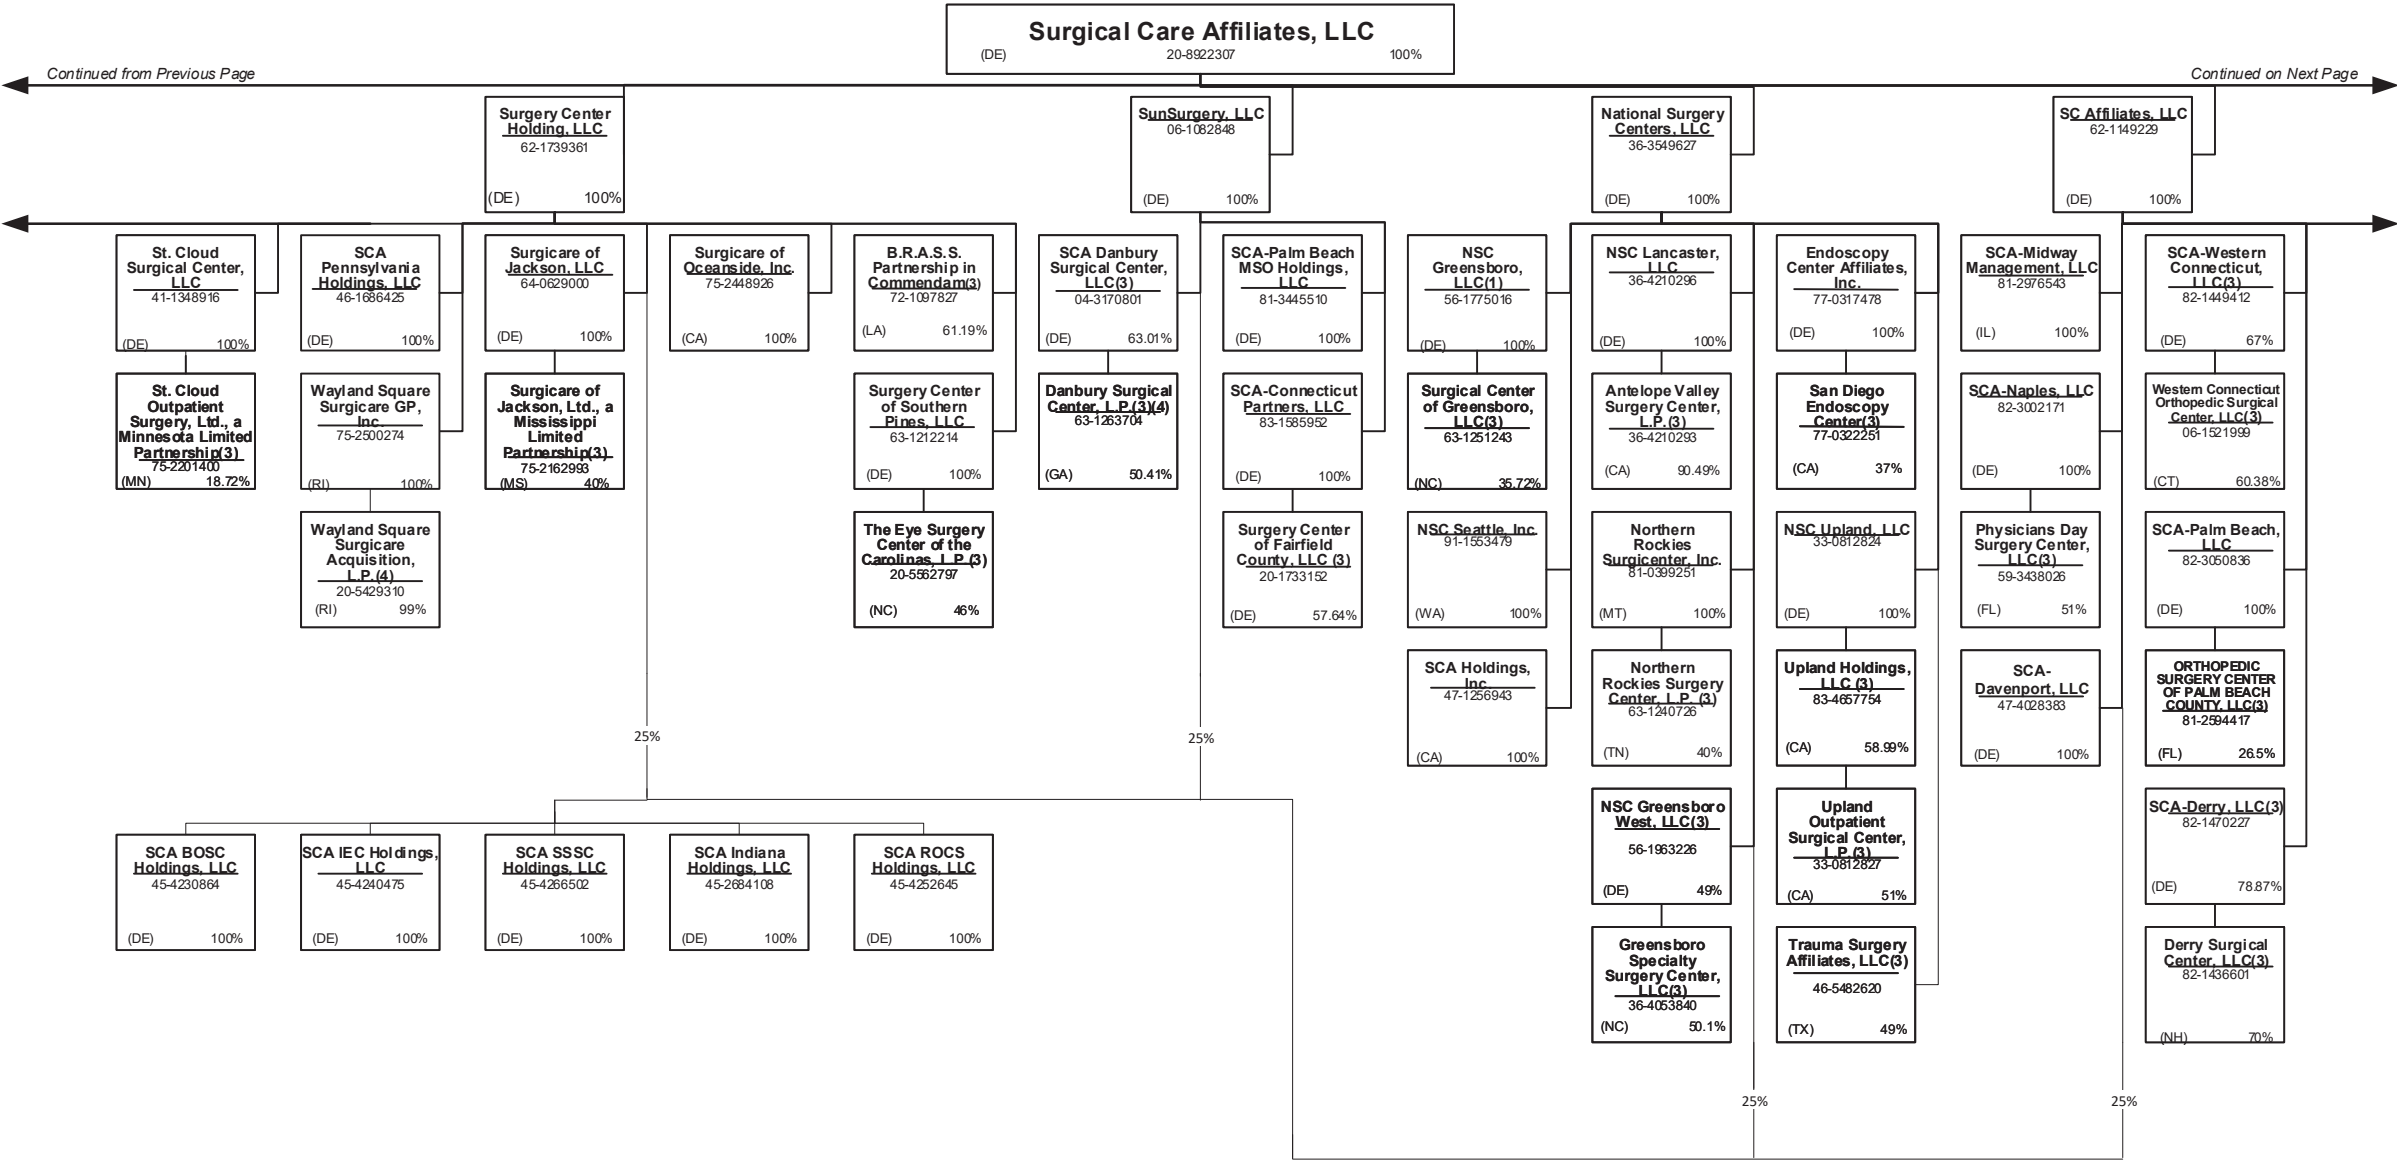 Surgical Care Affiliates, LLC
(DE) 20-8922307 100%
Continued from Previous Page
Continued on Next Page
Surgery Center
Holding, LLC
62-1739361
(DE) 100%
SunSurgery, LLC
06-1082848
(DE) 100%
National Surgery
Centers, LLC
36-3549627
(DE) 100%
SC Affiliates, LLC
62-1149229
(DE) 100%
St. Cloud
Surgical Center,
LLC
41-1348916
(DE) 100%
SCA
Pennsylvania
Holdings, LLC
46-1686425
(DE) 100%
Surgicare of
Jackson, LLC
64-0629000
(DE) 100%
Surgicare of
Oceanside, Inc.
75-2448926
(CA) 100%
B.R.A.S.S.
Partnership in
Commendam(3)
72-1097827
(LA) 61.19%
SCA Danbury
Surgical Center,
LLC(3)
04-3170801
(DE) 63.01%
SCA-Palm Beach
MSO Holdings,
LLC
81-3445510
(DE) 100%
NSC
Greensboro,
LLC(1)
56-1775016
(DE) 100%
NSC Lancaster,
LLC
36-4210296
(DE) 100%
Endoscopy
Center Affiliates,
Inc.
77-0317478
(DE) 100%
SCA-Midway
Management, LLC
81-2976543
(IL) 100%
SCA-Western
Connecticut,
LLC(3)
82-1449412
(DE) 67%
St. Cloud
Outpatient
Surgery, Ltd., a
Minnesota Limited
Partnership(3)
75-2201400
(MN) 18.72%
Wayland Square
Surgicare GP,
Inc.
75-2500274
(RI) 100%
Surgicare of
Jackson, Ltd., a
Mississippi
Limited
Partnership(3)
75-2162993
(MS) 40%
Surgery Center
of Southern
Pines, LLC
63-1212214
(DE) 100%
Danbury Surgical
Center, L.P.(3)(4)
63-1263704
(GA) 50.41%
SCA-Connecticut
Partners, LLC
83-1585952
(DE) 100%
Surgical Center
of Greensboro,
LLC(3)
63-1251243
(NC) 35.72%
Antelope Valley
Surgery Center,
L.P.(3)
36-4210293
(CA) 90.49%
San Diego
Endoscopy
Center(3)
77-0322251
(CA) 37%
SCA-Naples, LLC
82-3002171
(DE) 100%
Western Connecticut
Orthopedic Surgical
Center, LLC(3)
06-1521999
(CT) 60.38%
Wayland Square
Surgicare
Acquisition,
L.P.(4)
20-5429310
(RI) 99%
The Eye Surgery
Center of the
Carolinas, L.P.(3)
20-5562797
(NC) 46%
Surgery Center
of Fairfield
County, LLC (3)
20-1733152
(DE) 57.64%
NSC Seattle, Inc.
91-1553479
(WA) 100%
Northern
Rockies
Surgicenter, Inc.
81-0399251
(MT) 100%
NSC Upland, LLC
33-0812824
(DE) 100%
Physicians Day
Surgery Center,
LLC(3)
59-3438026
(FL) 51%
SCA-Palm Beach,
LLC
82-3050836
(DE) 100%
SCA Holdings,
Inc.
47-1256943
(CA) 100%
Northern
Rockies Surgery
Center, L.P. (3)
63-1240726
(TN) 40%
Upland Holdings,
LLC (3)
83-4657754
(CA) 58.99%
SCA-
Davenport, LLC
47-4028383
(DE) 100%
ORTHOPEDIC
SURGERY CENTER
OF PALM BEACH
COUNTY, LLC(3)
81-2594417
(FL) 26.5%
25%
25%
NSC Greensboro
West, LLC(3)
56-1963226
(DE) 49%
Upland
Outpatient
Surgical Center,
L.P.(3)
33-0812827
(CA) 51%
SCA-Derry, LLC(3)
82-1470227
(DE) 78.87%
SCA BOSC
Holdings, LLC
45-4230864
(DE) 100%
SCA IEC Holdings,
LLC
45-4240475
(DE) 100%
SCA SSSC
Holdings, LLC
45-4266502
(DE) 100%
SCA Indiana
Holdings, LLC
45-2684108
(DE) 100%
SCA ROCS
Holdings, LLC
45-4252645
(DE) 100%
Greensboro
Specialty
Surgery Center,
LLC(3)
36-4053840
(NC) 50.1%
Trauma Surgery
Affiliates, LLC(3)
46-5482620
(TX) 49%
Derry Surgical
Center, LLC(3)
82-1436601
(NH) 70%
25%
25%